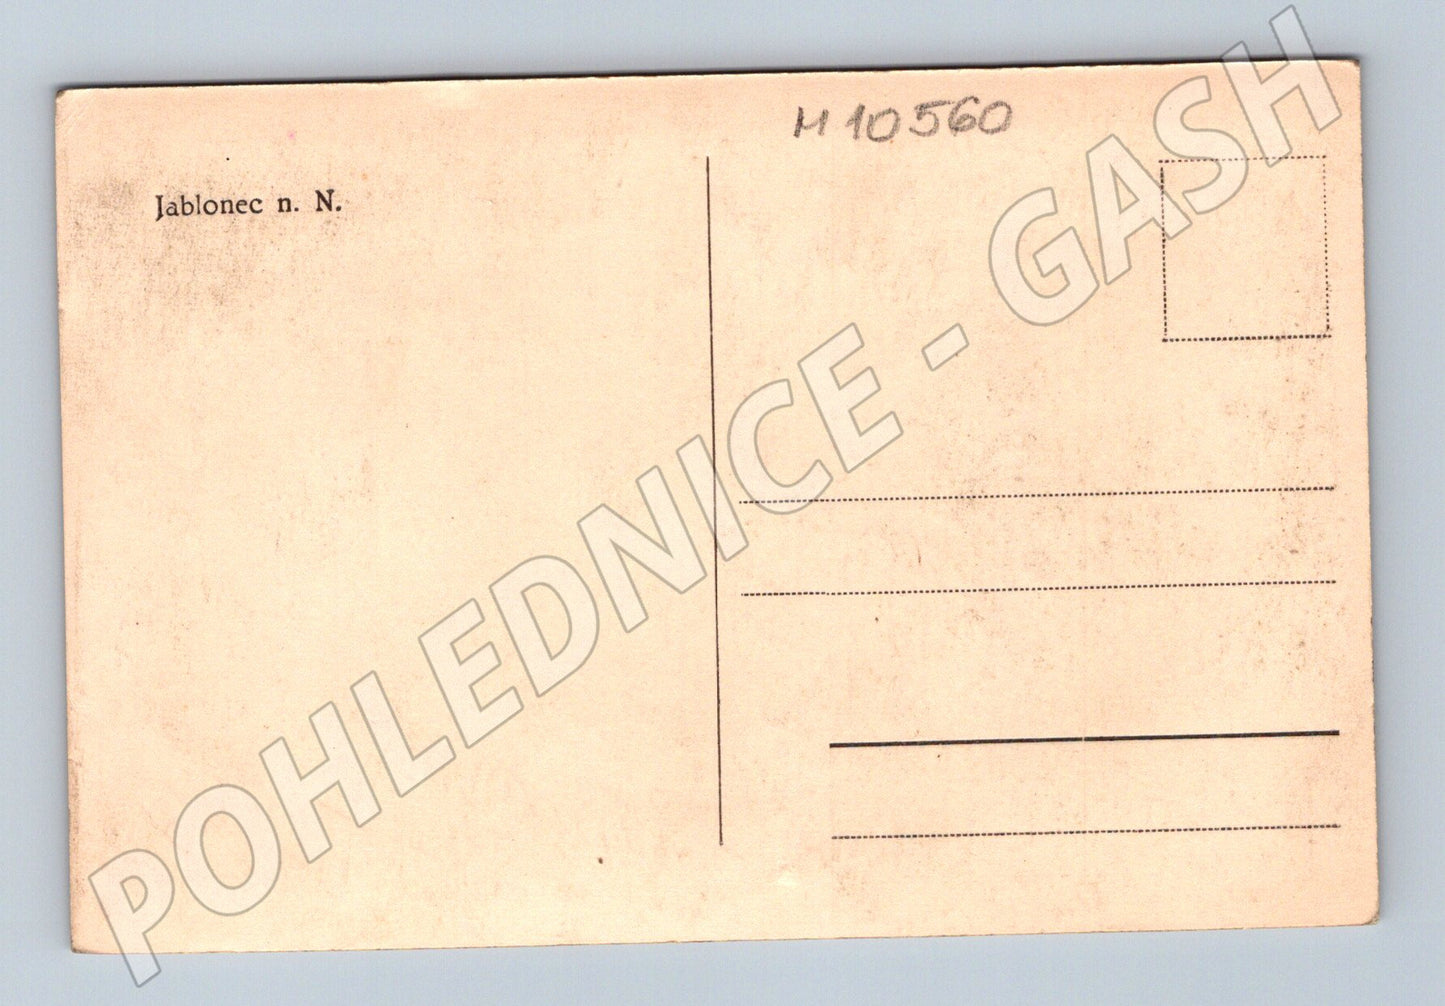 M 10560
Jablonec n. N.
POHLEDNICE - GASH